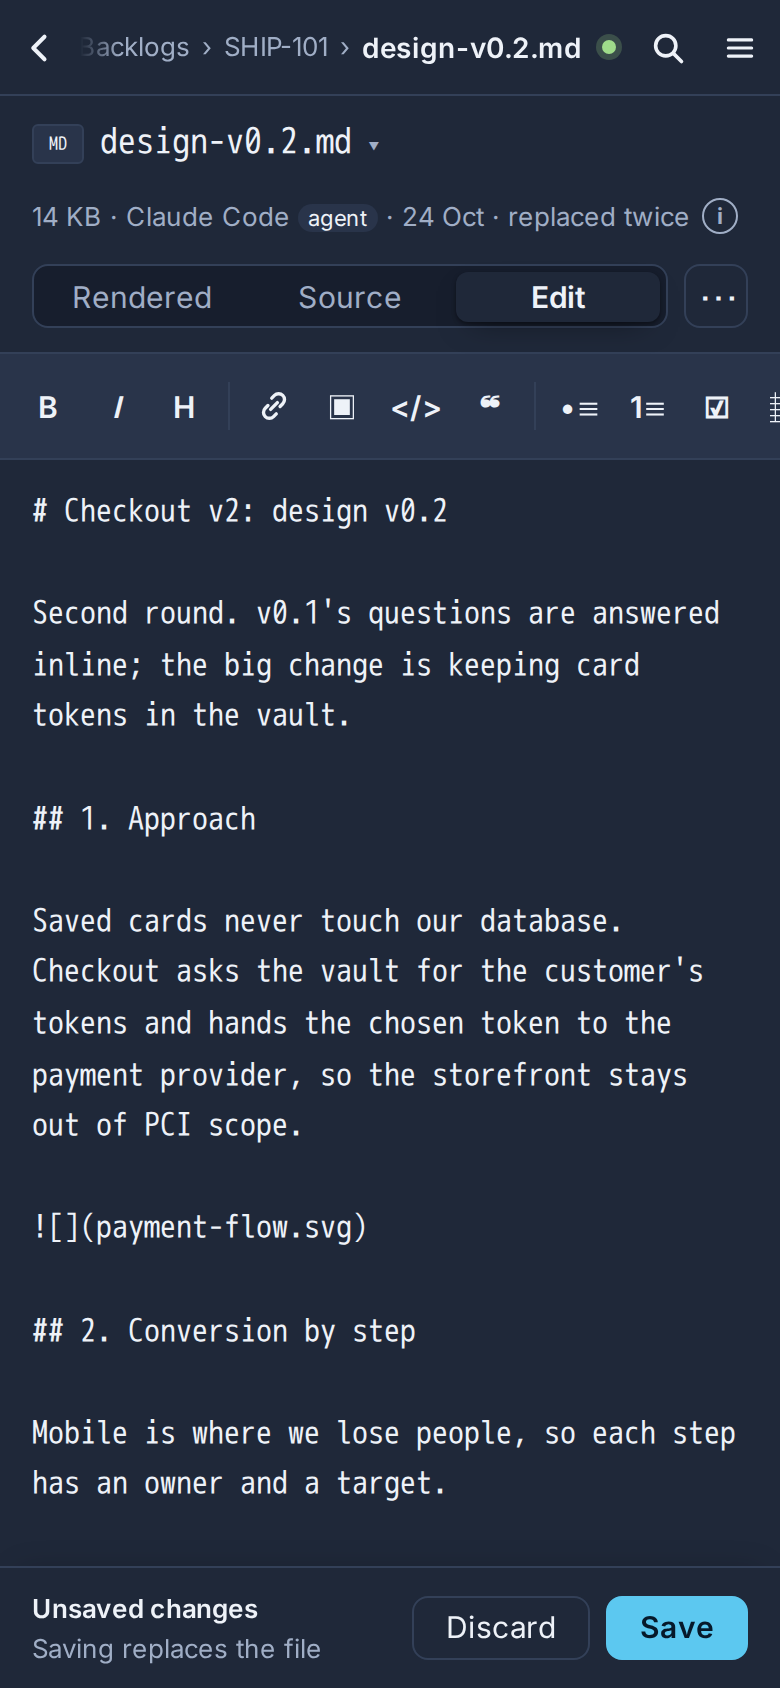 Backlogs › SHIP-101 › design-v0.2.md
MD design-v0.2.md ▾
14 KB · Claude Code agent · 24 Oct · replaced twice i
Rendered Source Edit ···
B I H </> ❝ •≡ 1≡ ☑
# Checkout v2: design v0.2
Second round. v0.1's questions are answered
inline; the big change is keeping card
tokens in the vault.
## 1. Approach
Saved cards never touch our database.
Checkout asks the vault for the customer's
tokens and hands the chosen token to the
payment provider, so the storefront stays
out of PCI scope.
![](payment-flow.svg)
## 2. Conversion by step
Mobile is where we lose people, so each step
has an owner and a target.
Unsaved changes
Saving replaces the file
Discard Save